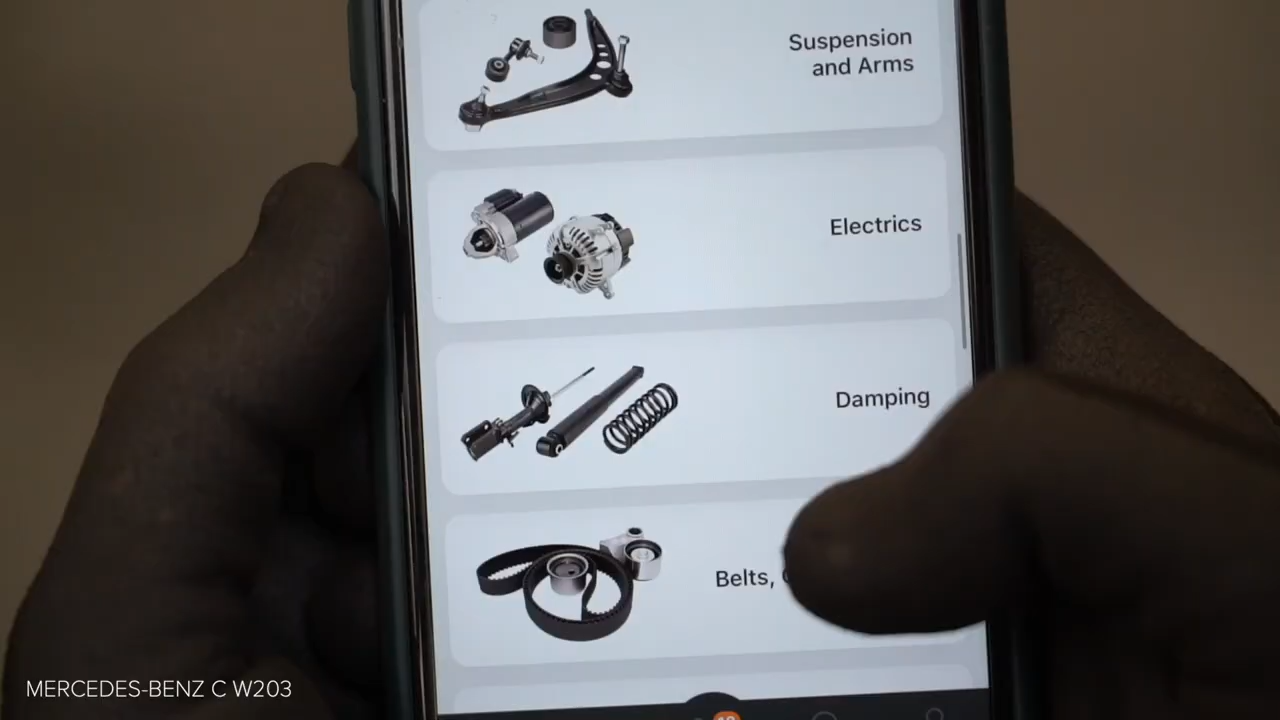 Suspension
and Arms
Electrics
Damping
Belts,
MERCEDES-BENZ C W203